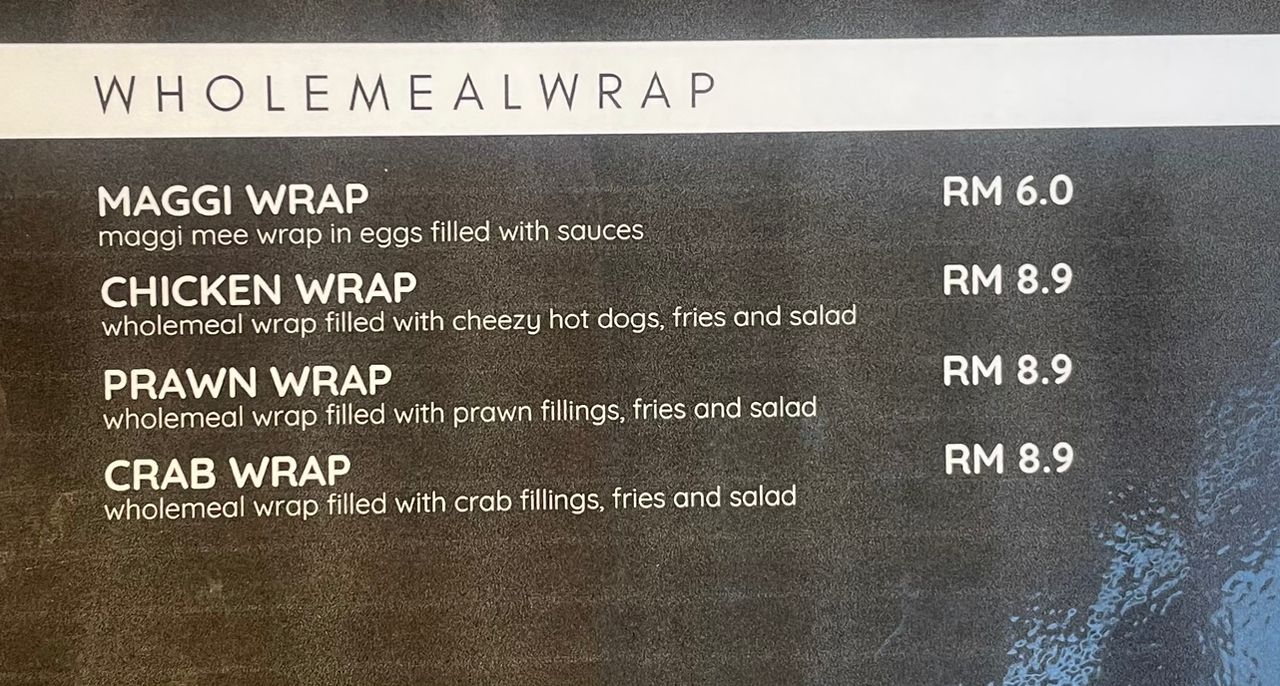 WHOLEMEALWRAP
MAGGI WRAP RM 6.0
maggi mee wrap in eggs filled with sauces
CHICKEN WRAP RM 8.9
wholemeal wrap filled with cheezy hot dogs, fries and salad
PRAWN WRAP RM 8.9
wholemeal wrap filled with prawn fillings, fries and salad
CRAB WRAP RM 8.9
wholemeal wrap filled with crab fillings, fries and salad